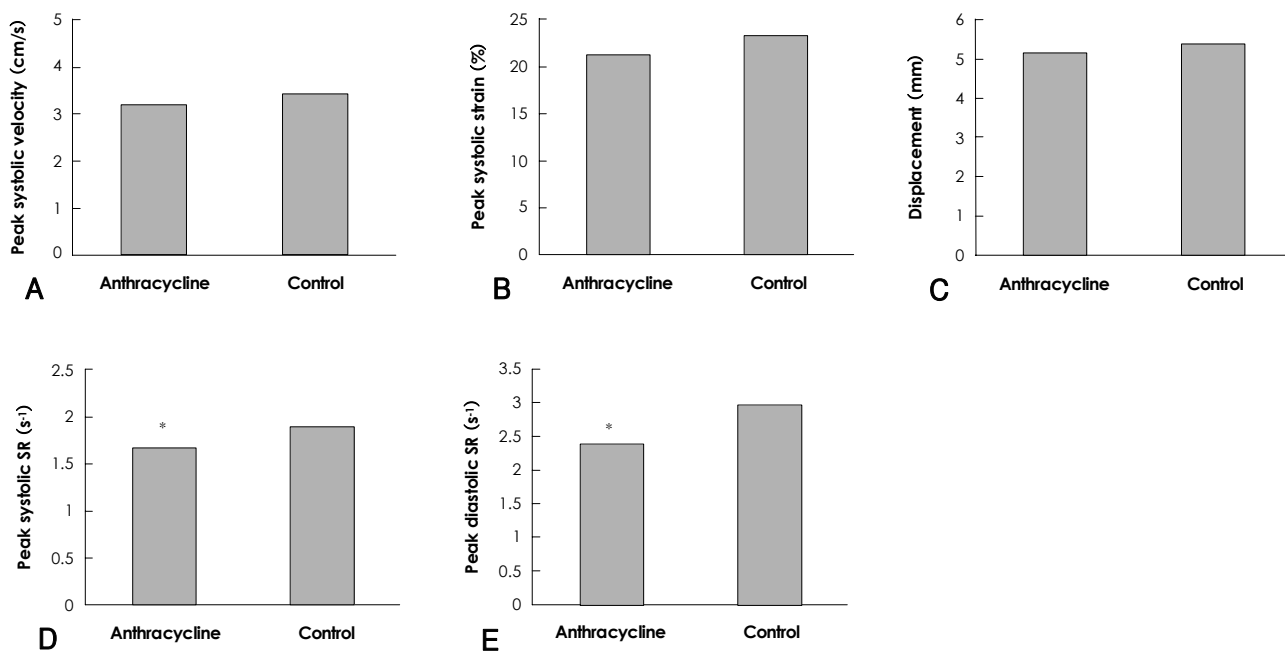 Peak systolic velocity (cm/s)
5
4
3
2
1
0
Anthracycline
Control
A
Peak systolic strain (%)
25
20
15
10
5
0
Anthracycline
Control
B
Displacement (mm)
6
5
4
3
2
1
0
Anthracycline
Control
C
Peak systolic SR (s-1)
2.5
2
1.5
1
0.5
0
*
Anthracycline
Control
D
Peak diastolic SR (s-1)
3.5
3
2.5
2
1.5
1
0.5
0
*
Anthracycline
Control
E